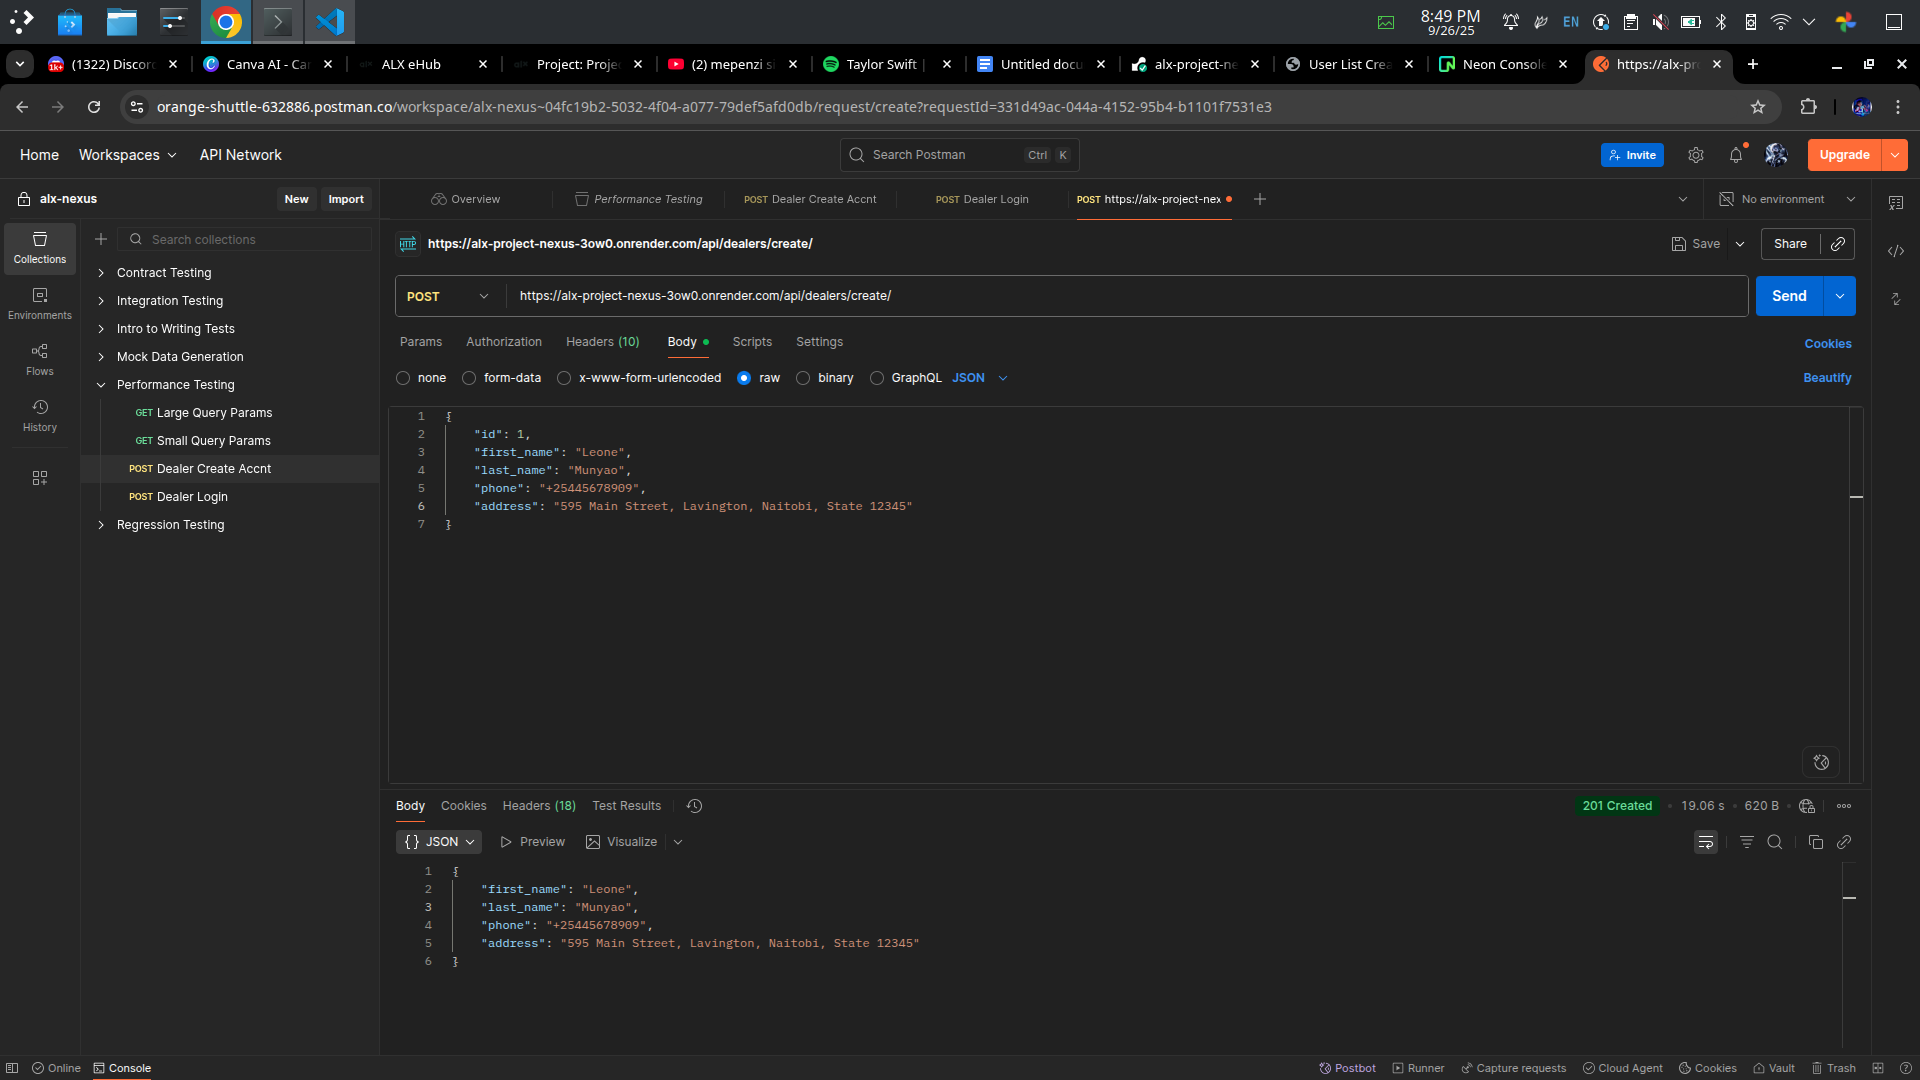 8:49 PM
9/26/25
EN
(1322) Discor
Canva AI - Ca
ALX eHub
Project: Proje
(2) mepenzi s
Taylor Swift |
Untitled docu
alx-project-ne
User List Crea
Neon Console
https://alx-pr
orange-shuttle-632886.postman.co/workspace/alx-nexus~04fc19b2-5032-4f04-a077-79def5afd0db/request/create?requestId=331d49ac-044a-4152-95b4-b1101f7531e3
Home Workspaces API Network
Search Postman Ctrl K
Invite
Upgrade
alx-nexus New Import
Overview
Performance Testing
POST Dealer Create Accnt
POST Dealer Login
POST https://alx-project-nex
No environment
Collections
Environments
Flows
History
Search collections
Contract Testing
Integration Testing
Intro to Writing Tests
Mock Data Generation
Performance Testing
GET Large Query Params
GET Small Query Params
POST Dealer Create Accnt
POST Dealer Login
Regression Testing
HTTP https://alx-project-nexus-3ow0.onrender.com/api/dealers/create/
Save Share
POST https://alx-project-nexus-3ow0.onrender.com/api/dealers/create/ Send
Params Authorization Headers (10) Body Scripts Settings Cookies
none form-data x-www-form-urlencoded raw binary GraphQL JSON Beautify
1 {
2 "id": 1,
3 "first_name": "Leone",
4 "last_name": "Munyao",
5 "phone": "+25445678909",
6 "address": "595 Main Street, Lavington, Naitobi, State 12345"
7 }
Body Cookies Headers (18) Test Results 201 Created 19.06 s 620 B
{} JSON Preview Visualize
1 {
2 "first_name": "Leone",
3 "last_name": "Munyao",
4 "phone": "+25445678909",
5 "address": "595 Main Street, Lavington, Naitobi, State 12345"
6 }
Online Console Postbot Runner Capture requests Cloud Agent Cookies Vault Trash